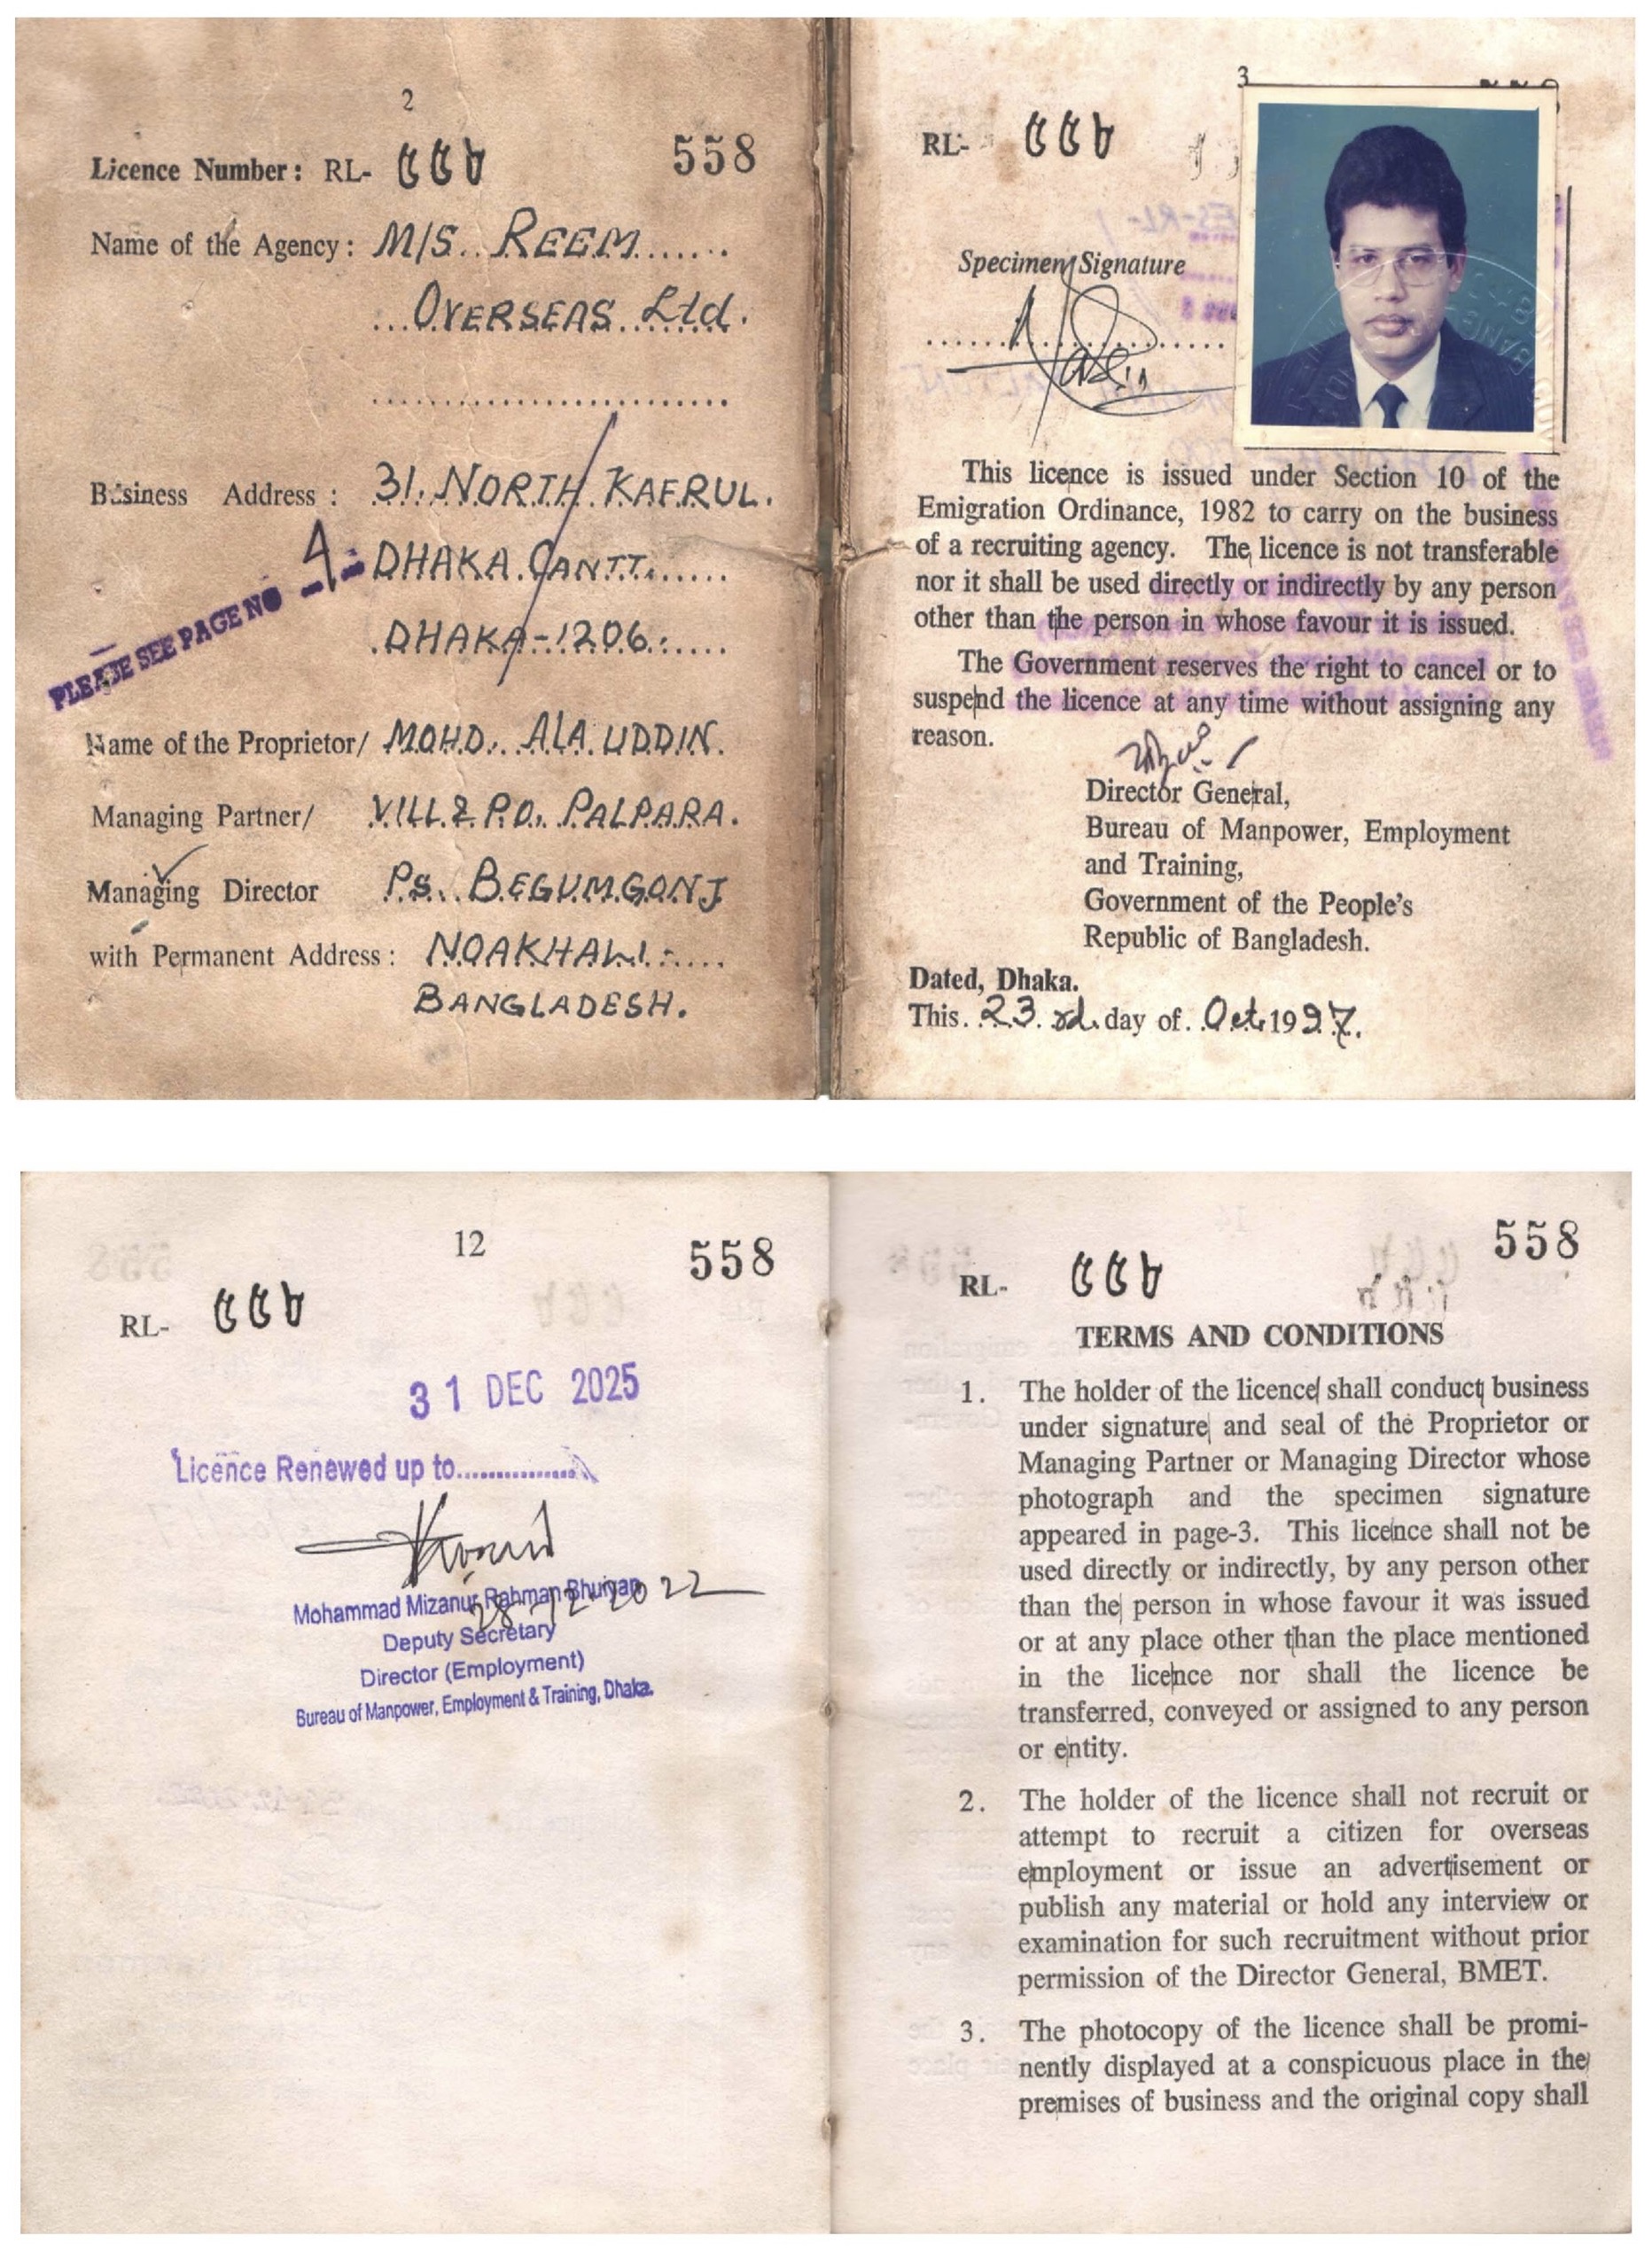 2
Licence Number : RL- ৫৫৮ 558
Name of the Agency : M/S. REEM
OVERSEAS Ltd.
Business Address : 31, NORTH KAFRUL.
DHAKA CANTT.
DHAKA-1206.
PLEASE SEE PAGE NO 4
Name of the Proprietor/ MOHD. ALA UDDIN.
Managing Partner/ VILL & P.O. PALPARA.
Managing Director PS. BEGUMGONJ
with Permanent Address : NOAKHALI.
BANGLADESH.
3
RL- ৫৫৮
Specimen Signature
This licence is issued under Section 10 of the
Emigration Ordinance, 1982 to carry on the business
of a recruiting agency. The licence is not transferable
nor it shall be used directly or indirectly by any person
other than the person in whose favour it is issued.
The Government reserves the right to cancel or to
suspend the licence at any time without assigning any
reason.
Director General,
Bureau of Manpower, Employment
and Training,
Government of the People's
Republic of Bangladesh.
Dated, Dhaka.
This 23 rd. day of Oct. 1997.
12
558
RL- ৫৫৮
31 DEC 2025
Licence Renewed up to...............
28-12-2022
Mohammad Mizanur Rahman Bhuiyan
Deputy Secretary
Director (Employment)
Bureau of Manpower, Employment & Training, Dhaka.
558
RL- ৫৫৮
TERMS AND CONDITIONS
1. The holder of the licence shall conduct business
under signature and seal of the Proprietor or
Managing Partner or Managing Director whose
photograph and the specimen signature
appeared in page-3. This licence shall not be
used directly or indirectly, by any person other
than the person in whose favour it was issued
or at any place other than the place mentioned
in the licence nor shall the licence be
transferred, conveyed or assigned to any person
or entity.
2. The holder of the licence shall not recruit or
attempt to recruit a citizen for overseas
employment or issue an advertisement or
publish any material or hold any interview or
examination for such recruitment without prior
permission of the Director General, BMET.
3. The photocopy of the licence shall be promi-
nently displayed at a conspicuous place in the
premises of business and the original copy shall